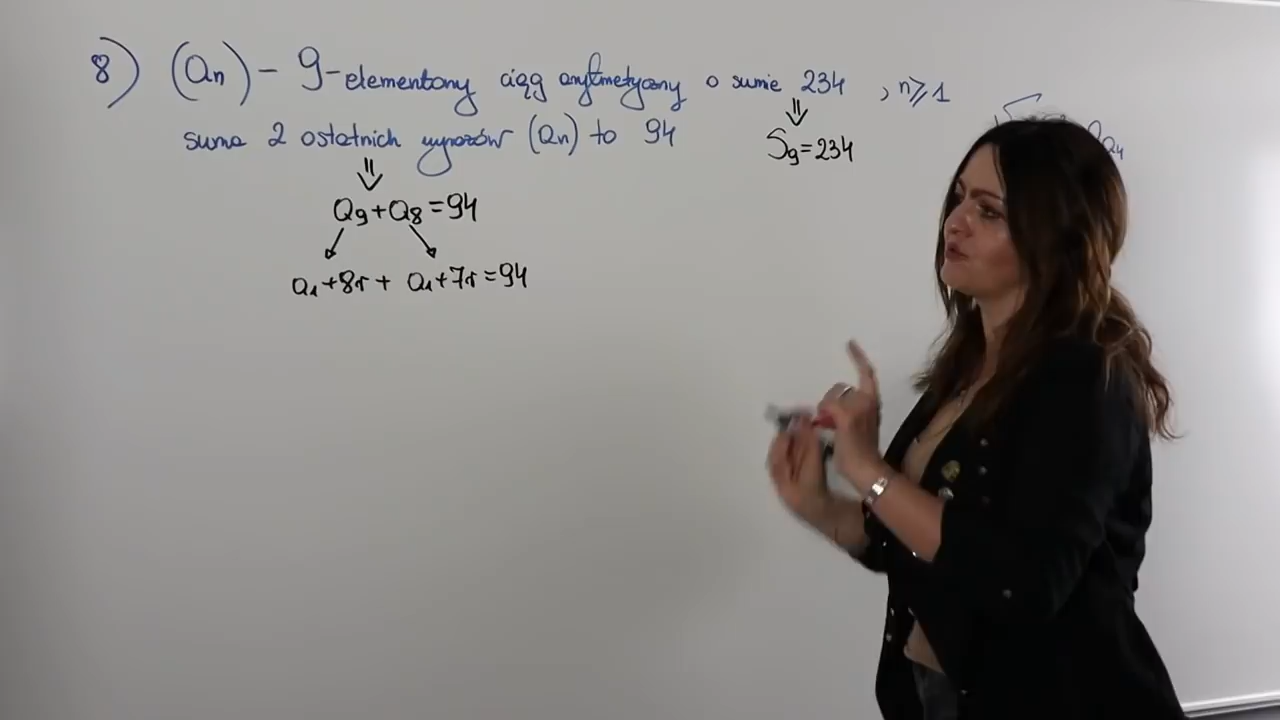 8) (an) - 9-elementowy ciąg arytmetyczny o sumie 234 , n⩾1
suma 2 ostatnich wyrazów (an) to 94
⇓
S₉=234
⇓
a₉+a₈=94
a₁+8r + a₁+7r=94